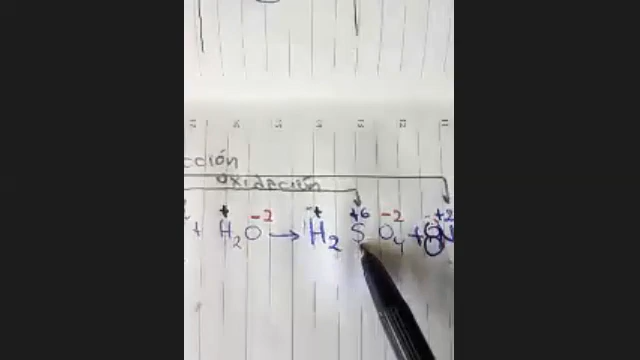 cción
oxidación
+ +6 +2
-2 -2
+ H2O → H2SO4 +